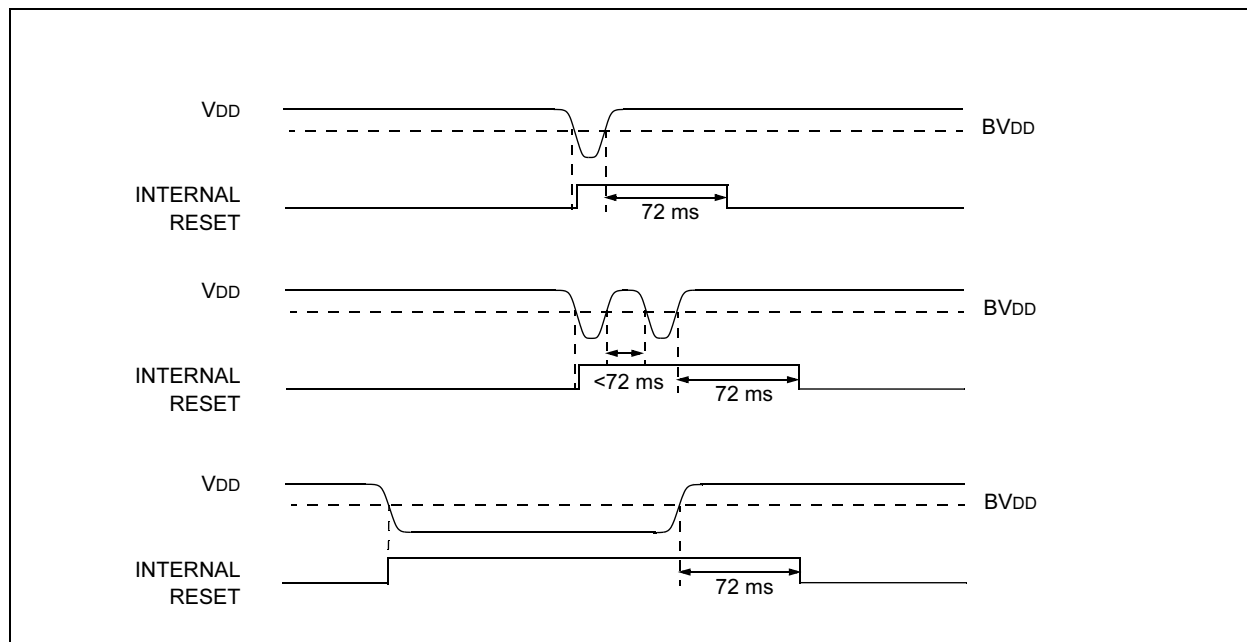 VDD
BVDD
INTERNAL
RESET
72 ms
VDD
BVDD
INTERNAL
RESET
<72 ms
72 ms
VDD
BVDD
INTERNAL
RESET
72 ms